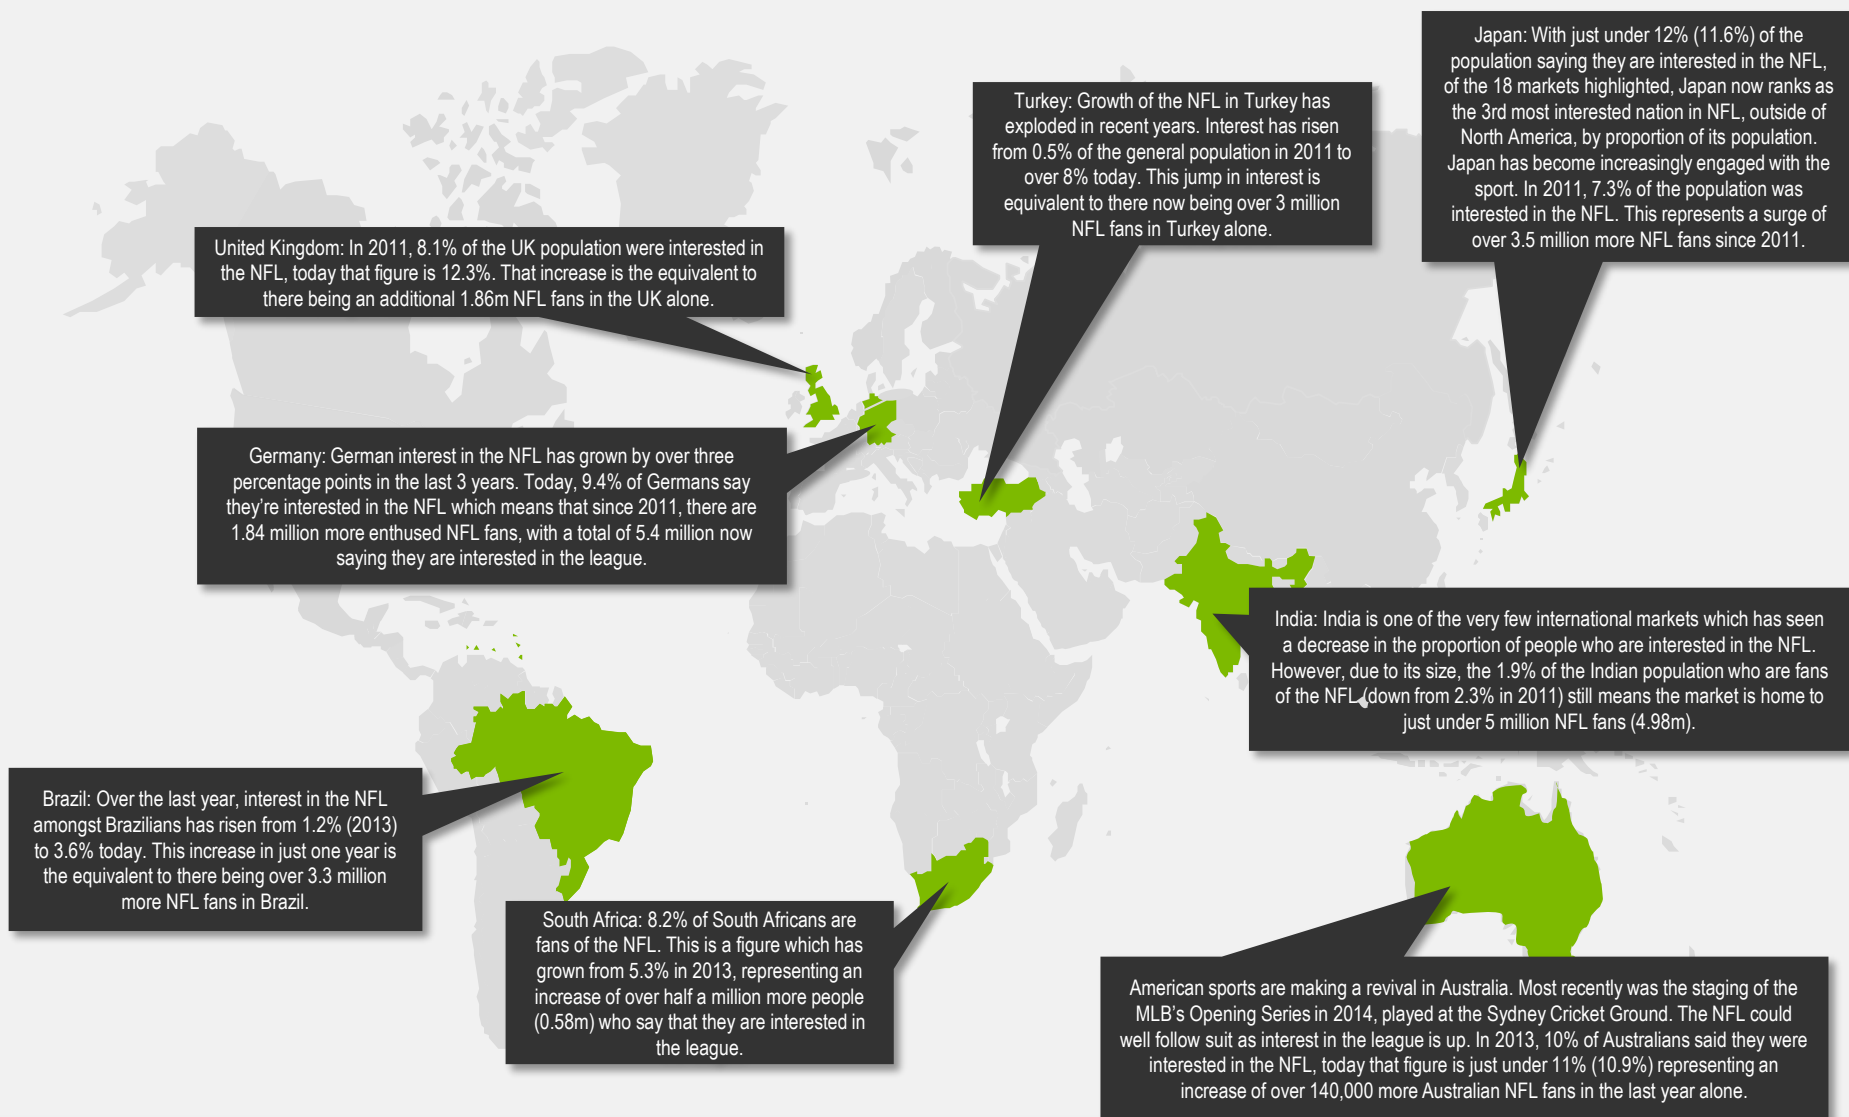 Japan: With just under 12% (11.6%) of the
population saying they are interested in the NFL,
of the 18 markets highlighted, Japan now ranks as
the 3rd most interested nation in NFL, outside of
North America, by proportion of its population.
Japan has become increasingly engaged with the
sport. In 2011, 7.3% of the population was
interested in the NFL. This represents a surge of
over 3.5 million more NFL fans since 2011.
Turkey: Growth of the NFL in Turkey has
exploded in recent years. Interest has risen
from 0.5% of the general population in 2011 to
over 8% today. This jump in interest is
equivalent to there now being over 3 million
NFL fans in Turkey alone.
United Kingdom: In 2011, 8.1% of the UK population were interested in
the NFL, today that figure is 12.3%. That increase is the equivalent to
there being an additional 1.86m NFL fans in the UK alone.
Germany: German interest in the NFL has grown by over three
percentage points in the last 3 years. Today, 9.4% of Germans say
they're interested in the NFL which means that since 2011, there are
1.84 million more enthused NFL fans, with a total of 5.4 million now
saying they are interested in the league.
India: India is one of the very few international markets which has seen
a decrease in the proportion of people who are interested in the NFL.
However, due to its size, the 1.9% of the Indian population who are fans
of the NFL (down from 2.3% in 2011) still means the market is home to
just under 5 million NFL fans (4.98m).
Brazil: Over the last year, interest in the NFL
amongst Brazilians has risen from 1.2% (2013)
to 3.6% today. This increase in just one year is
the equivalent to there being over 3.3 million
more NFL fans in Brazil.
South Africa: 8.2% of South Africans are
fans of the NFL. This is a figure which has
grown from 5.3% in 2013, representing an
increase of over half a million more people
(0.58m) who say that they are interested in
the league.
American sports are making a revival in Australia. Most recently was the staging of the
MLB's Opening Series in 2014, played at the Sydney Cricket Ground. The NFL could
well follow suit as interest in the league is up. In 2013, 10% of Australians said they were
interested in the NFL, today that figure is just under 11% (10.9%) representing an
increase of over 140,000 more Australian NFL fans in the last year alone.